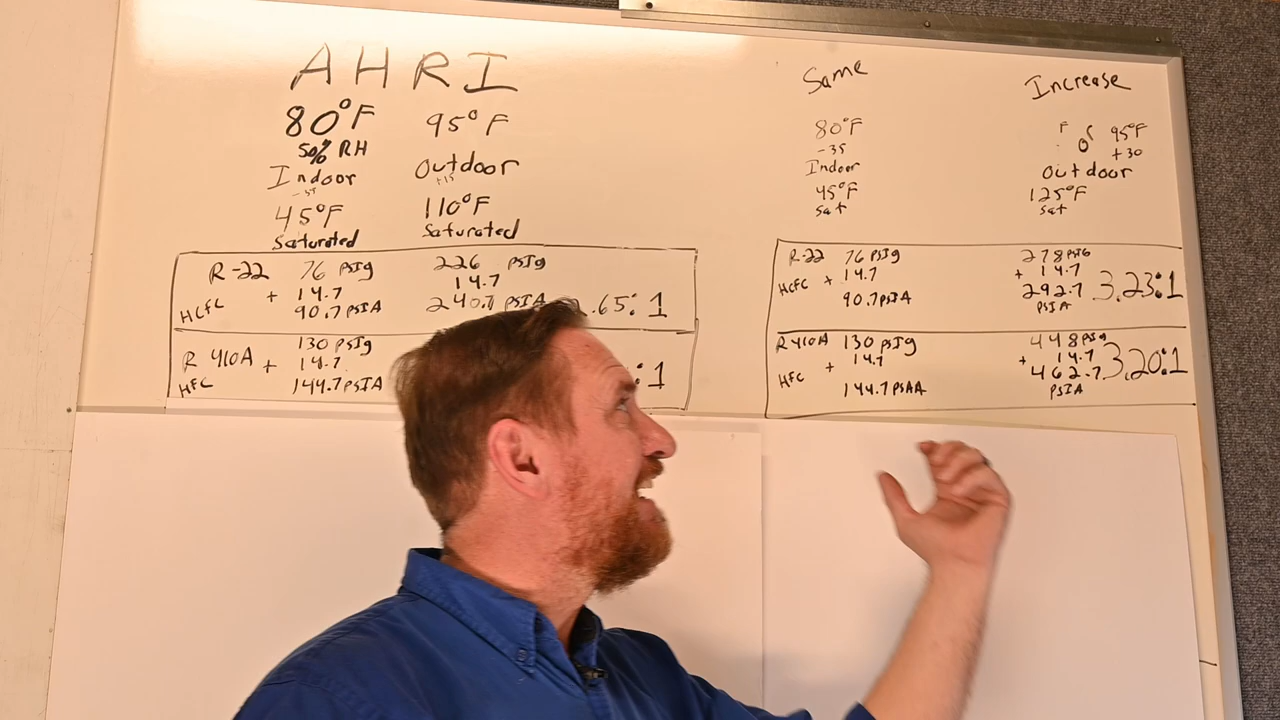 AHRI
80°F 95°F
50% RH
Indoor Outdoor
-35 +15
45°F 110°F
Saturated Saturated
R-22 76 PSIg 226 PSIg
HCFC + 14.7 14.7
90.7 PSIA 240.7 PSIA .65:1
R 410A 130 PSIg
HFC + 14.7
144.7 PSIA :1
Same Increase
80°F F 95°F
-35 +30
Indoor Outdoor
45°F 125°F
Sat Sat
R-22 76 PSIg 278 PSIG
HCFC + 14.7 + 14.7
90.7 PSIA 292.7 3.23:1
PSIA
R410A 130 PSIg 448 PSIg
HFC + 14.7 + 14.7
144.7 PSAA 462.7 3.20:1
PSIA